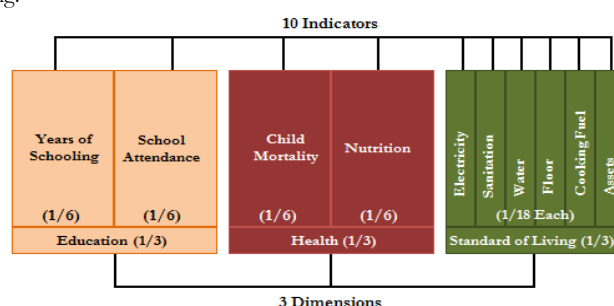 ng.
10 Indicators
Years of
Schooling
(1/6)
School
Attendance
(1/6)
Education (1/3)
Child
Mortality
(1/6)
Nutrition
(1/6)
Health (1/3)
Electricity
Sanitation
Water
Floor
Cooking Fuel
Assets
(1/18 Each)
Standard of Living (1/3)
3 Dimensions